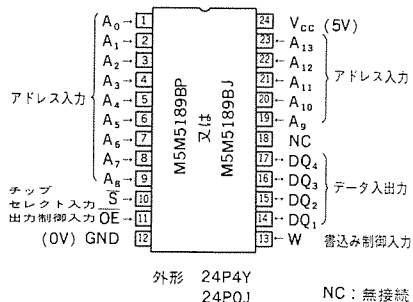 A0→ 1
A1→ 2
A2→ 3
A3→ 4
A4→ 5
A5→ 6
A6→ 7
A7→ 8
A8→ 9
アドレス入力
チップ
セレクト入力 S̅→ 10
出力制御入力 O̅E̅→ 11
(0V) GND 12
M5M5189BP
又は
M5M5189BJ
24 VCC (5V)
23 ←A13
22 ←A12
21 ←A11
20 ←A10
19 ←A9
アドレス入力
18 NC
17 ↔DQ4
16 ↔DQ3
15 ↔DQ2
14 ↔DQ1
データ入出力
13 ←W̅ 書込み制御入力
外形 24P4Y
24P0J
NC：無接続